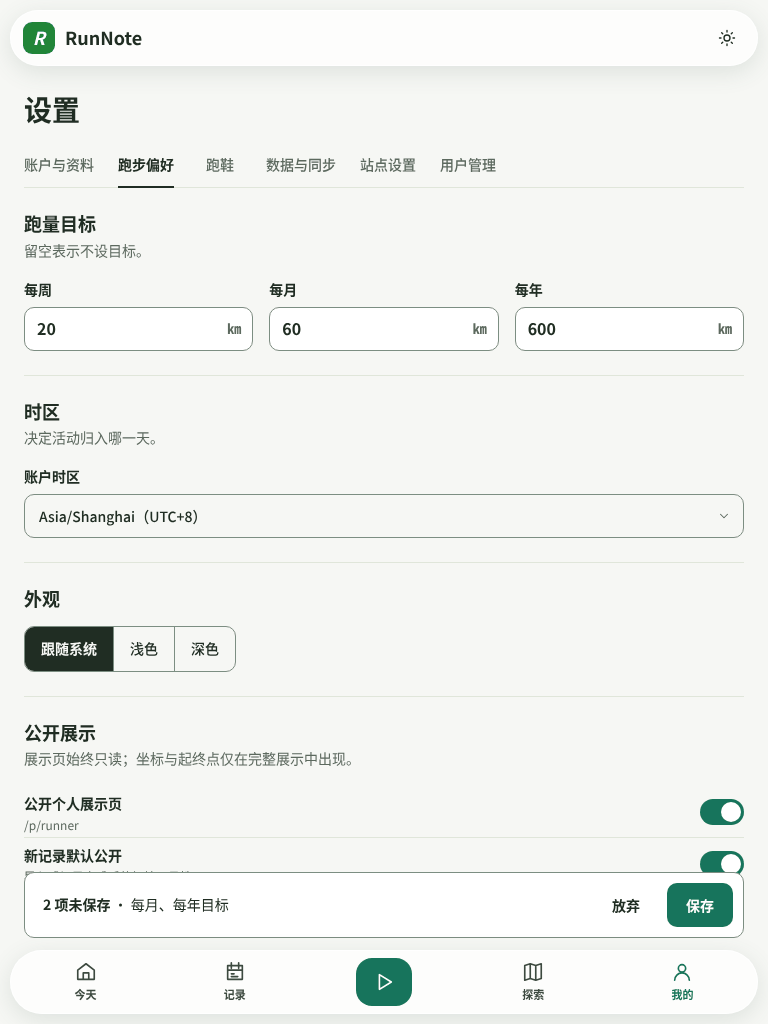 R RunNote
设置
账户与资料 跑步偏好 跑鞋 数据与同步 站点设置 用户管理
跑量目标
留空表示不设目标。
每周 每月 每年
20 km 60 km 600 km
时区
决定活动归入哪一天。
账户时区
Asia/Shanghai（UTC+8）
外观
跟随系统 浅色 深色
公开展示
展示页始终只读；坐标与起终点仅在完整展示中出现。
公开个人展示页
/p/runner
新记录默认公开
2 项未保存 · 每月、每年目标 放弃 保存
今天 记录 探索 我的